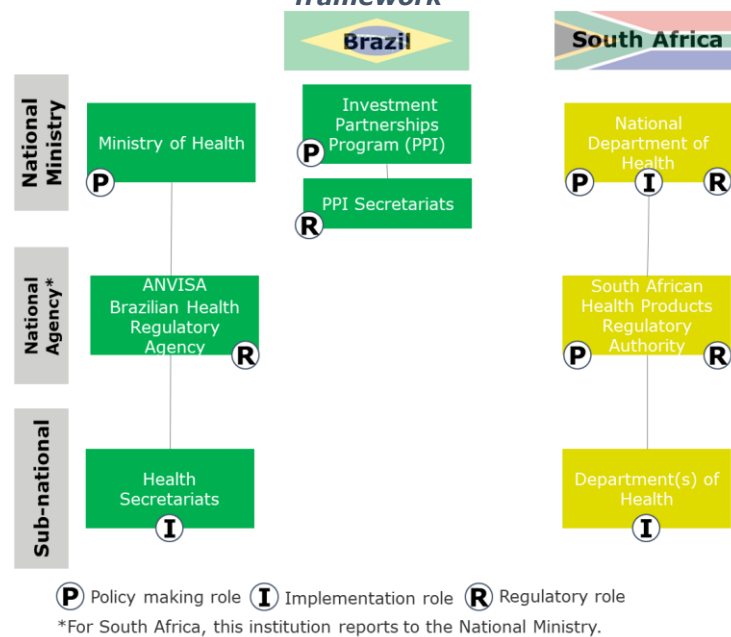 framework
Brazil
South Africa
National
Ministry
Ministry of Health
P
Investment
Partnerships
Program (PPI)
P
PPI Secretariats
R
National
Department of
Health
P I R
National
Agency*
ANVISA
Brazilian Health
Regulatory
Agency
R
South African
Health Products
Regulatory
Authority
P R
Sub-national
Health
Secretariats
I
Department(s) of
Health
I
P Policy making role I Implementation role R Regulatory role
*For South Africa, this institution reports to the National Ministry.